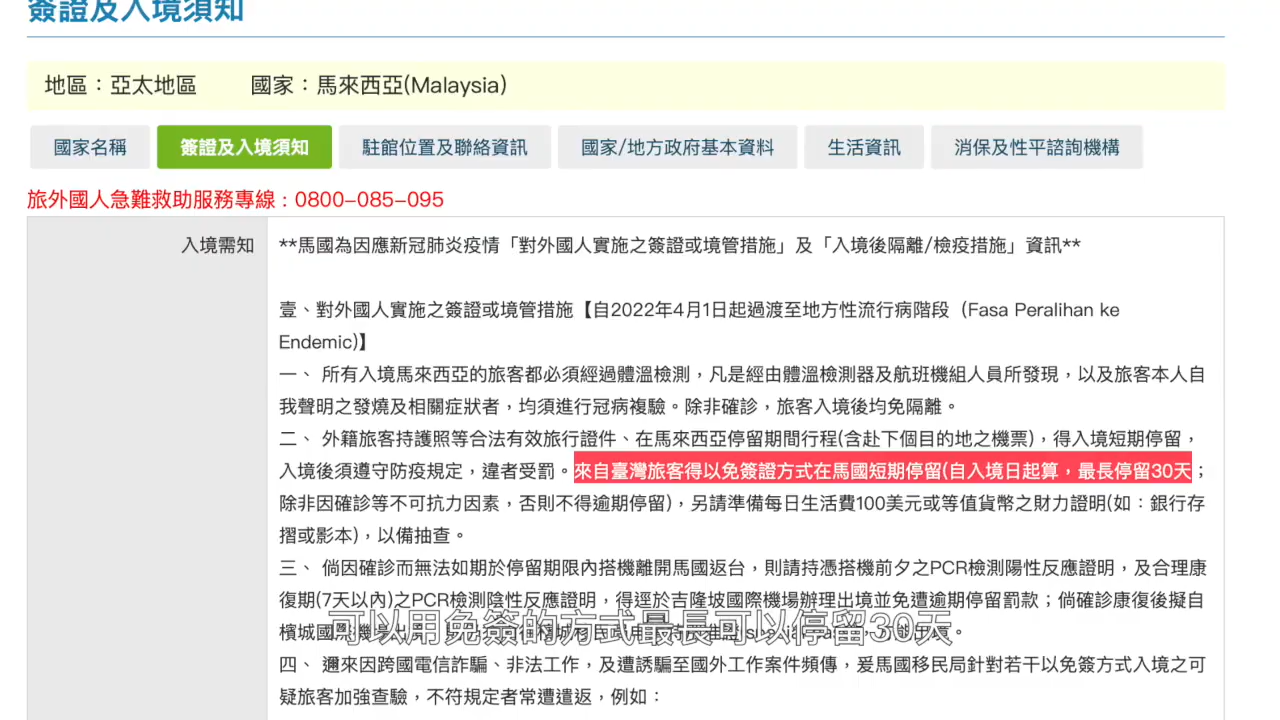 簽證及入境須知
地區：亞太地區 國家：馬來西亞(Malaysia)
國家名稱 簽證及入境須知 駐館位置及聯絡資訊 國家/地方政府基本資料 生活資訊 消保及性平諮詢機構
旅外國人急難救助服務專線：0800-085-095
入境需知 **馬國為因應新冠肺炎疫情「對外國人實施之簽證或境管措施」及「入境後隔離/檢疫措施」資訊**
壹、對外國人實施之簽證或境管措施【自2022年4月1日起過渡至地方性流行病階段（Fasa Peralihan ke
Endemic)】
一、 所有入境馬來西亞的旅客都必須經過體溫檢測，凡是經由體溫檢測器及航班機組人員所發現，以及旅客本人自
我聲明之發燒及相關症狀者，均須進行冠病複驗。除非確診，旅客入境後均免隔離。
二、 外籍旅客持護照等合法有效旅行證件、在馬來西亞停留期間行程(含赴下個目的地之機票)，得入境短期停留，
入境後須遵守防疫規定，違者受罰。來自臺灣旅客得以免簽證方式在馬國短期停留(自入境日起算，最長停留30天；
除非因確診等不可抗力因素，否則不得逾期停留)，另請準備每日生活費100美元或等值貨幣之財力證明(如：銀行存
摺或影本)，以備抽查。
三、 倘因確診而無法如期於停留期限內搭機離開馬國返台，則請持憑搭機前夕之PCR檢測陽性反應證明，及合理康
復期(7天以內)之PCR檢測陰性反應證明，得逕於吉隆坡國際機場辦理出境並免遭逾期停留罰款；倘確診康復後擬自
檳城國際機場出
可以用免簽的方式最長可以停留30天
四、 邇來因跨國電信詐騙、非法工作，及遭誘騙至國外工作案件頻傳，爰馬國移民局針對若干以免簽方式入境之可
疑旅客加強查驗，不符規定者常遭遣返，例如：